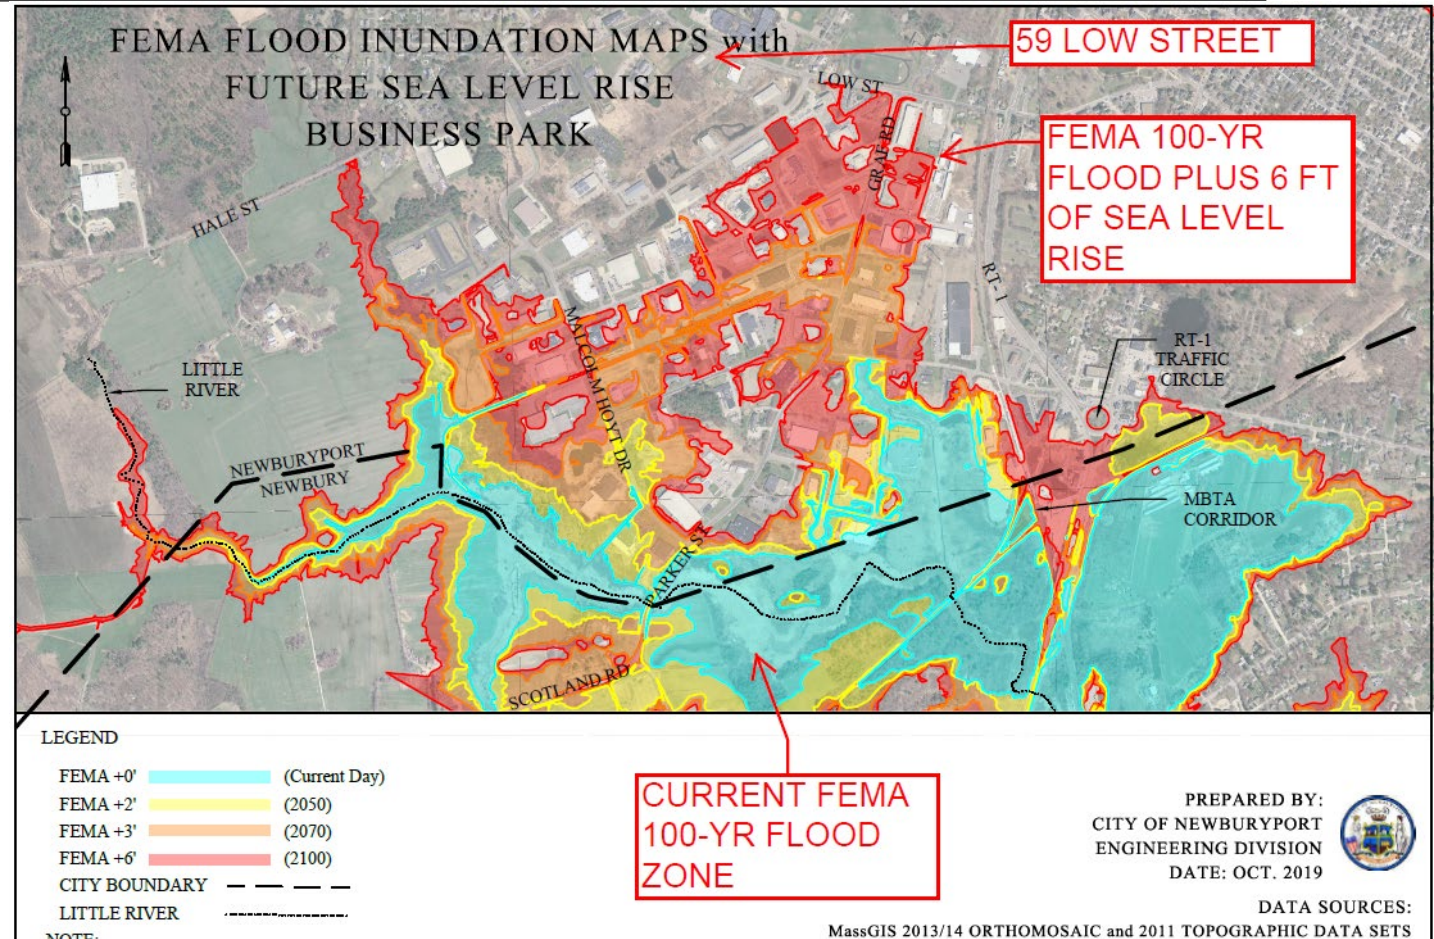 FEMA FLOOD INUNDATION MAPS with
FUTURE SEA LEVEL RISE
BUSINESS PARK
59 LOW STREET
LOW ST
GRAF RD
FEMA 100-YR
FLOOD PLUS 6 FT
OF SEA LEVEL
RISE
HALE ST
RT-1
MALCOLM HOYT DR
RT-1
TRAFFIC
CIRCLE
LITTLE
RIVER
NEWBURYPORT
NEWBURY
MBTA
CORRIDOR
PARKER ST
SCOTLAND RD
LEGEND
FEMA +0' (Current Day)
FEMA +2' (2050)
FEMA +3' (2070)
FEMA +6' (2100)
CITY BOUNDARY
LITTLE RIVER
NOTE:
CURRENT FEMA
100-YR FLOOD
ZONE
PREPARED BY:
CITY OF NEWBURYPORT
ENGINEERING DIVISION
DATE: OCT. 2019
DATA SOURCES:
MassGIS 2013/14 ORTHOMOSAIC and 2011 TOPOGRAPHIC DATA SETS